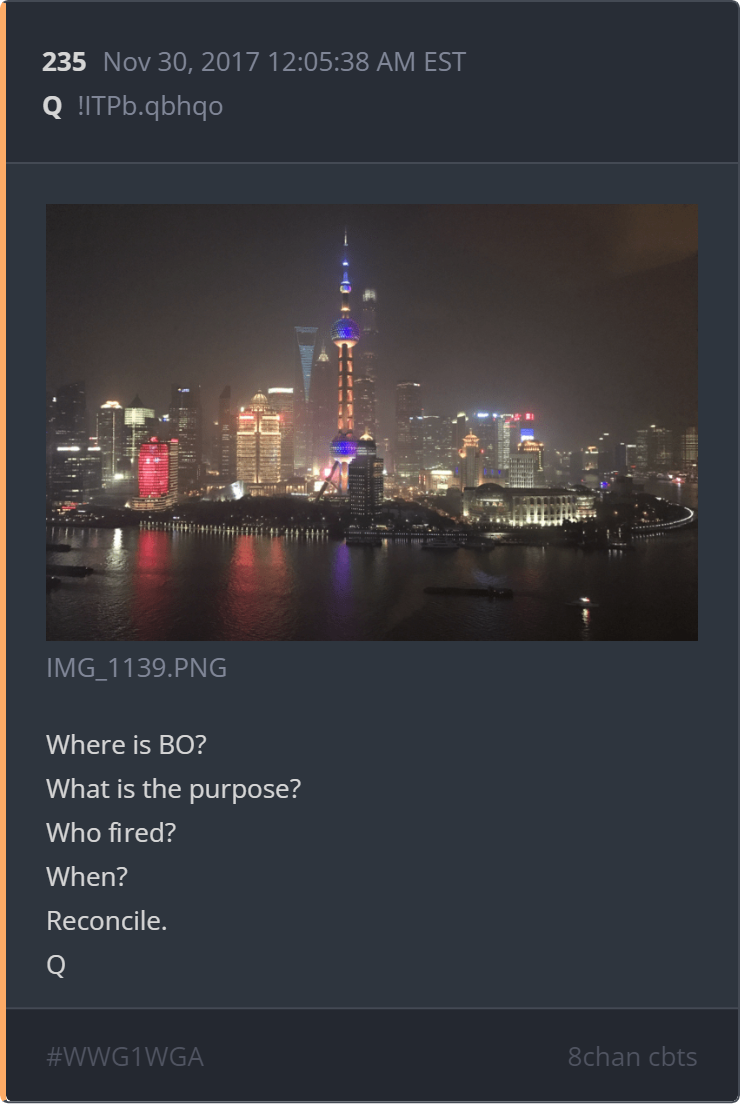 235 Nov 30, 2017 12:05:38 AM EST
Q !ITPb.qbhqo
IMG_1139.PNG
Where is BO?
What is the purpose?
Who fired?
When?
Reconcile.
Q
#WWG1WGA 8chan cbts